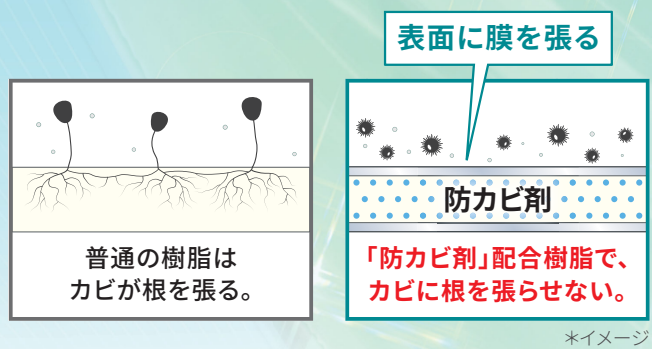 表面に膜を張る
防カビ剤
普通の樹脂は
カビが根を張る。
「防カビ剤」配合樹脂で、
カビに根を張らせない。
＊イメージ